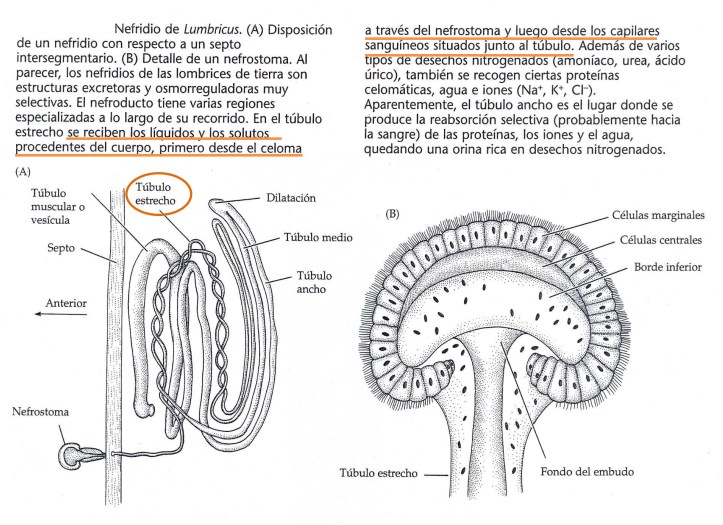 Nefridio de Lumbricus. (A) Disposición
de un nefridio con respecto a un septo
intersegmentario. (B) Detalle de un nefrostoma. Al
parecer, los nefridios de las lombrices de tierra son
estructuras excretoras y osmorreguladoras muy
selectivas. El nefroducto tiene varias regiones
especializadas a lo largo de su recorrido. En el túbulo
estrecho se reciben los líquidos y los solutos
procedentes del cuerpo, primero desde el celoma
a través del nefrostoma y luego desde los capilares
sanguíneos situados junto al túbulo. Además de varios
tipos de desechos nitrogenados (amoníaco, urea, ácido
úrico), también se recogen ciertas proteínas
celomáticas, agua e iones (Na⁺, K⁺, Cl⁻).
Aparentemente, el túbulo ancho es el lugar donde se
produce la reabsorción selectiva (probablemente hacia
la sangre) de las proteínas, los iones y el agua,
quedando una orina rica en desechos nitrogenados.
(A)
Túbulo
muscular o
vesícula
Túbulo
estrecho
Dilatación
Septo
Túbulo medio
Túbulo
ancho
Anterior
Nefrostoma
(B)
Células marginales
Células centrales
Borde inferior
Túbulo estrecho
Fondo del embudo